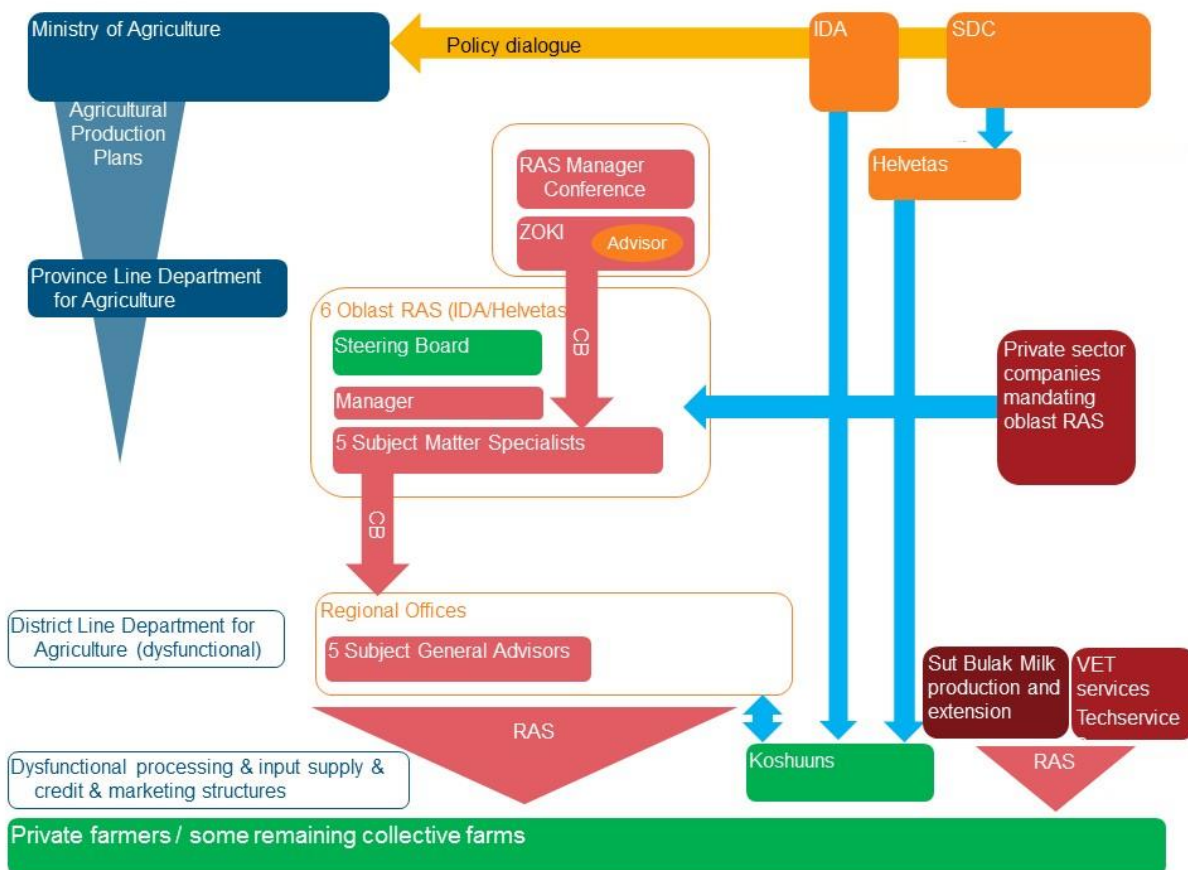 Ministry of Agriculture
Policy dialogue
IDA
SDC
Agricultural
Production
Plans
Helvetas
RAS Manager
Conference
ZOKI
Advisor
Province Line Department
for Agriculture
6 Oblast RAS (IDA/Helvetas
CB
Steering Board
Manager
5 Subject Matter Specialists
Private sector
companies
mandating
oblast RAS
CB
Regional Offices
5 Subject General Advisors
District Line Department for
Agriculture (dysfunctional)
Sut Bulak Milk
production and
extension
VET
services
Techservice
RAS
Koshuuns
RAS
Dysfunctional processing & input supply &
credit & marketing structures
Private farmers / some remaining collective farms